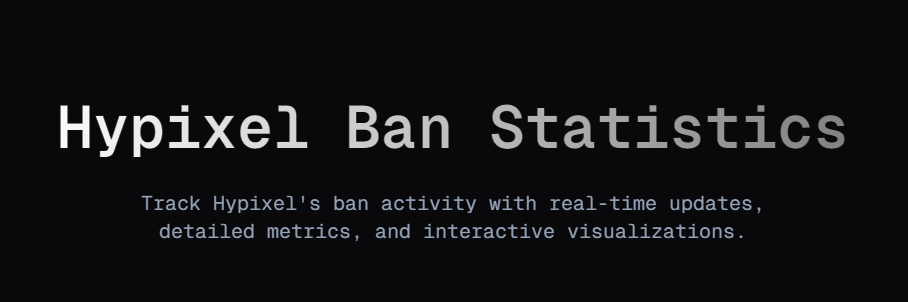 Hypixel Ban Statistics
Track Hypixel's ban activity with real-time updates,
detailed metrics, and interactive visualizations.